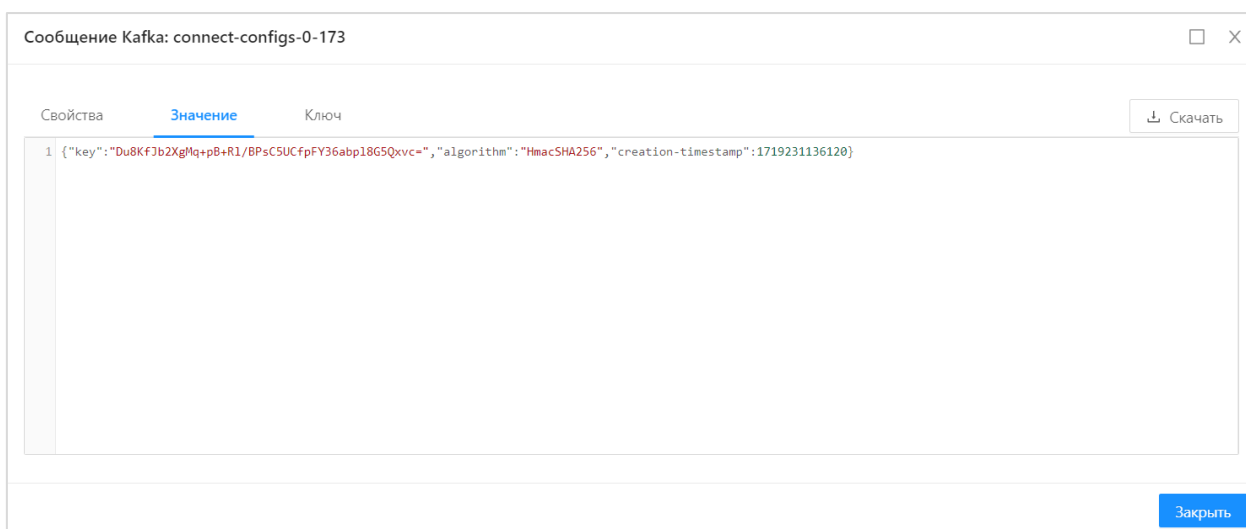 Сообщение Kafka: connect-configs-0-173
Свойства Значение Ключ Скачать
1 {"key":"Du8KfJb2XgMq+pB+Rl/BPsC5UCfpFY36abpl8G5Qxvc=","algorithm":"HmacSHA256","creation-timestamp":1719231136120}
Закрыть